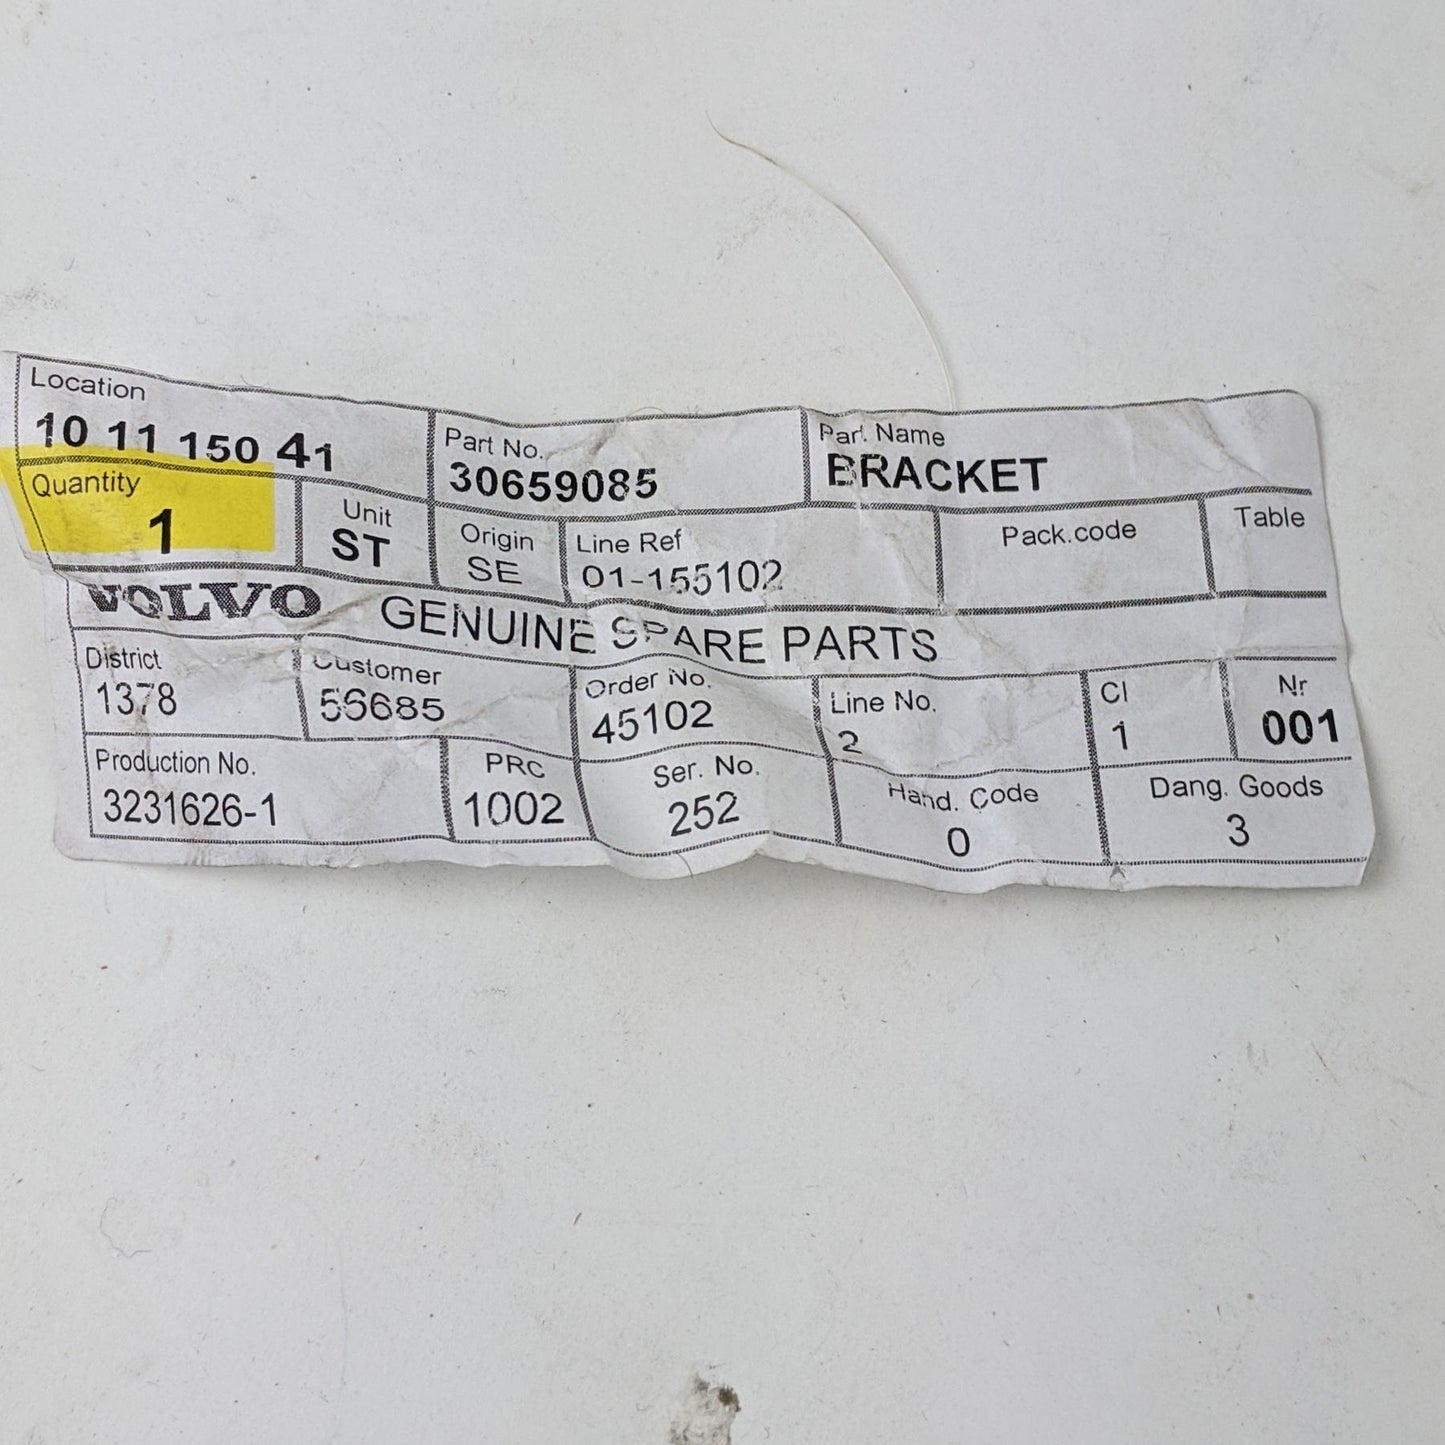 Location
10 11 150 41
Part No.
30659085
Part Name
BRACKET
Quantity
1
Unit
ST
Origin
SE
Line Ref
01-155102
Pack.code
Table
VOLVO GENUINE SPARE PARTS
District
1378
Customer
56685
Order No.
45102
Line No.
2
Cl
1
Nr
001
Production No.
3231626-1
PRC
1002
Ser. No.
252
Hand. Code
0
Dang. Goods
3